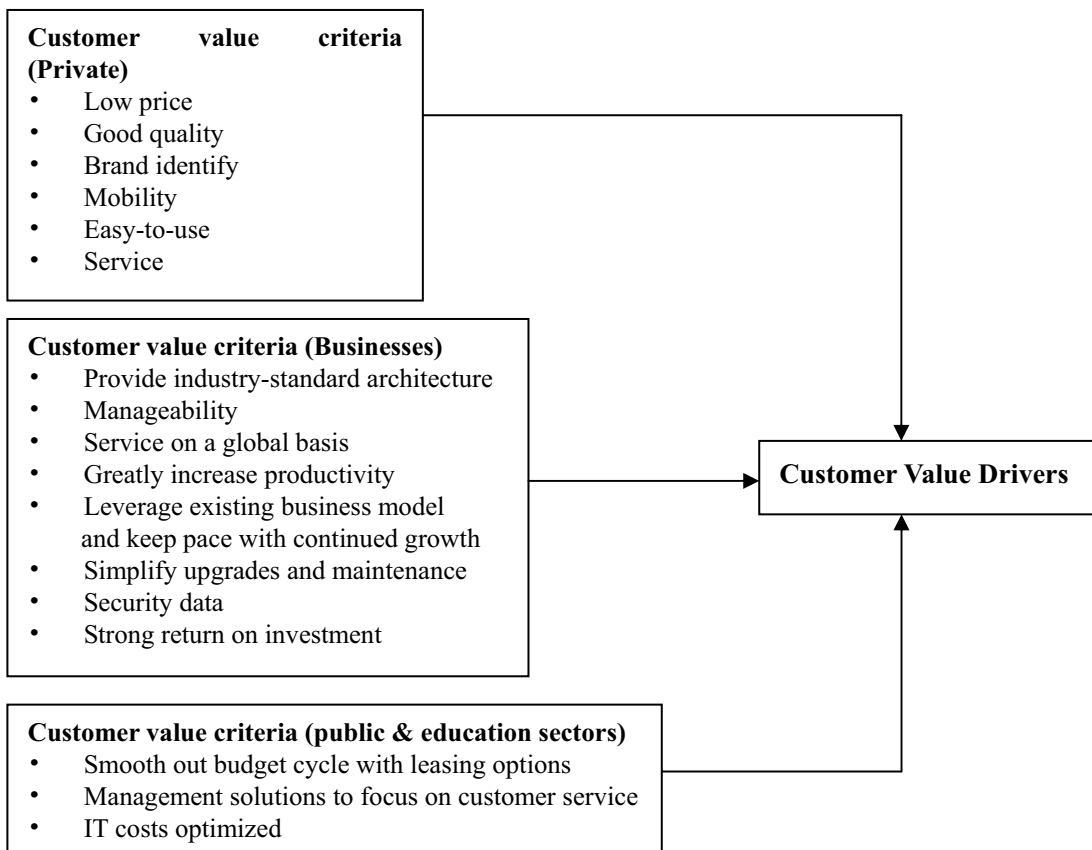 Customer value criteria
(Private)
• Low price
• Good quality
• Brand identify
• Mobility
• Easy-to-use
• Service
Customer value criteria (Businesses)
• Provide industry-standard architecture
• Manageability
• Service on a global basis
• Greatly increase productivity
• Leverage existing business model
and keep pace with continued growth
• Simplify upgrades and maintenance
• Security data
• Strong return on investment
Customer Value Drivers
Customer value criteria (public & education sectors)
• Smooth out budget cycle with leasing options
• Management solutions to focus on customer service
• IT costs optimized